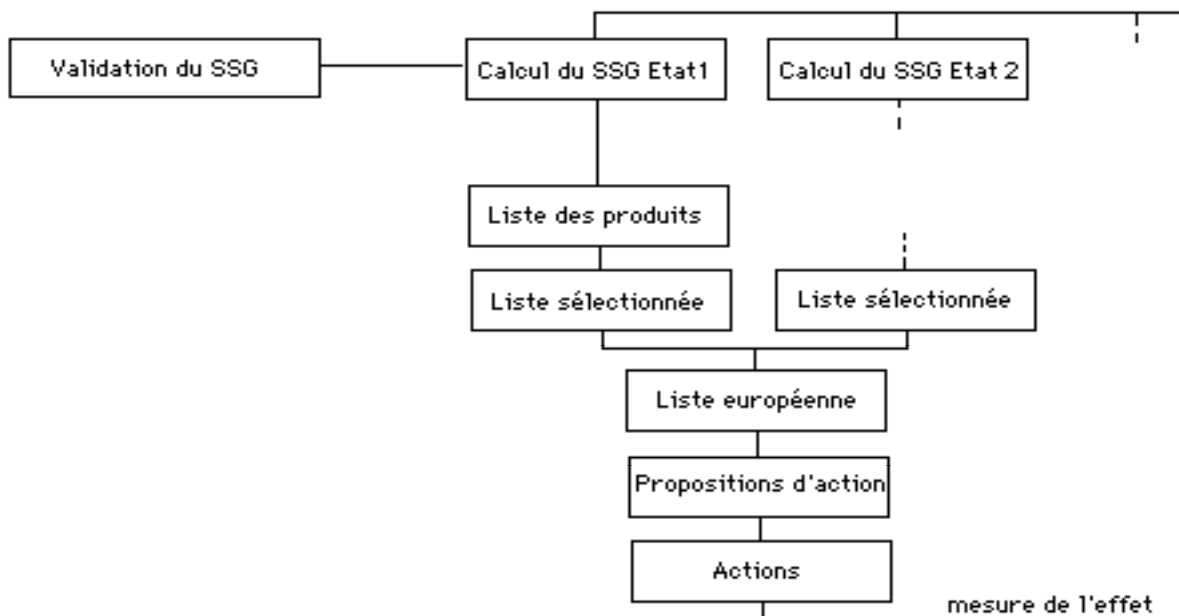 Validation du SSG
Calcul du SSG Etat1
Calcul du SSG Etat 2
Liste des produits
Liste sélectionnée
Liste sélectionnée
Liste européenne
Propositions d'action
Actions
mesure de l'effet